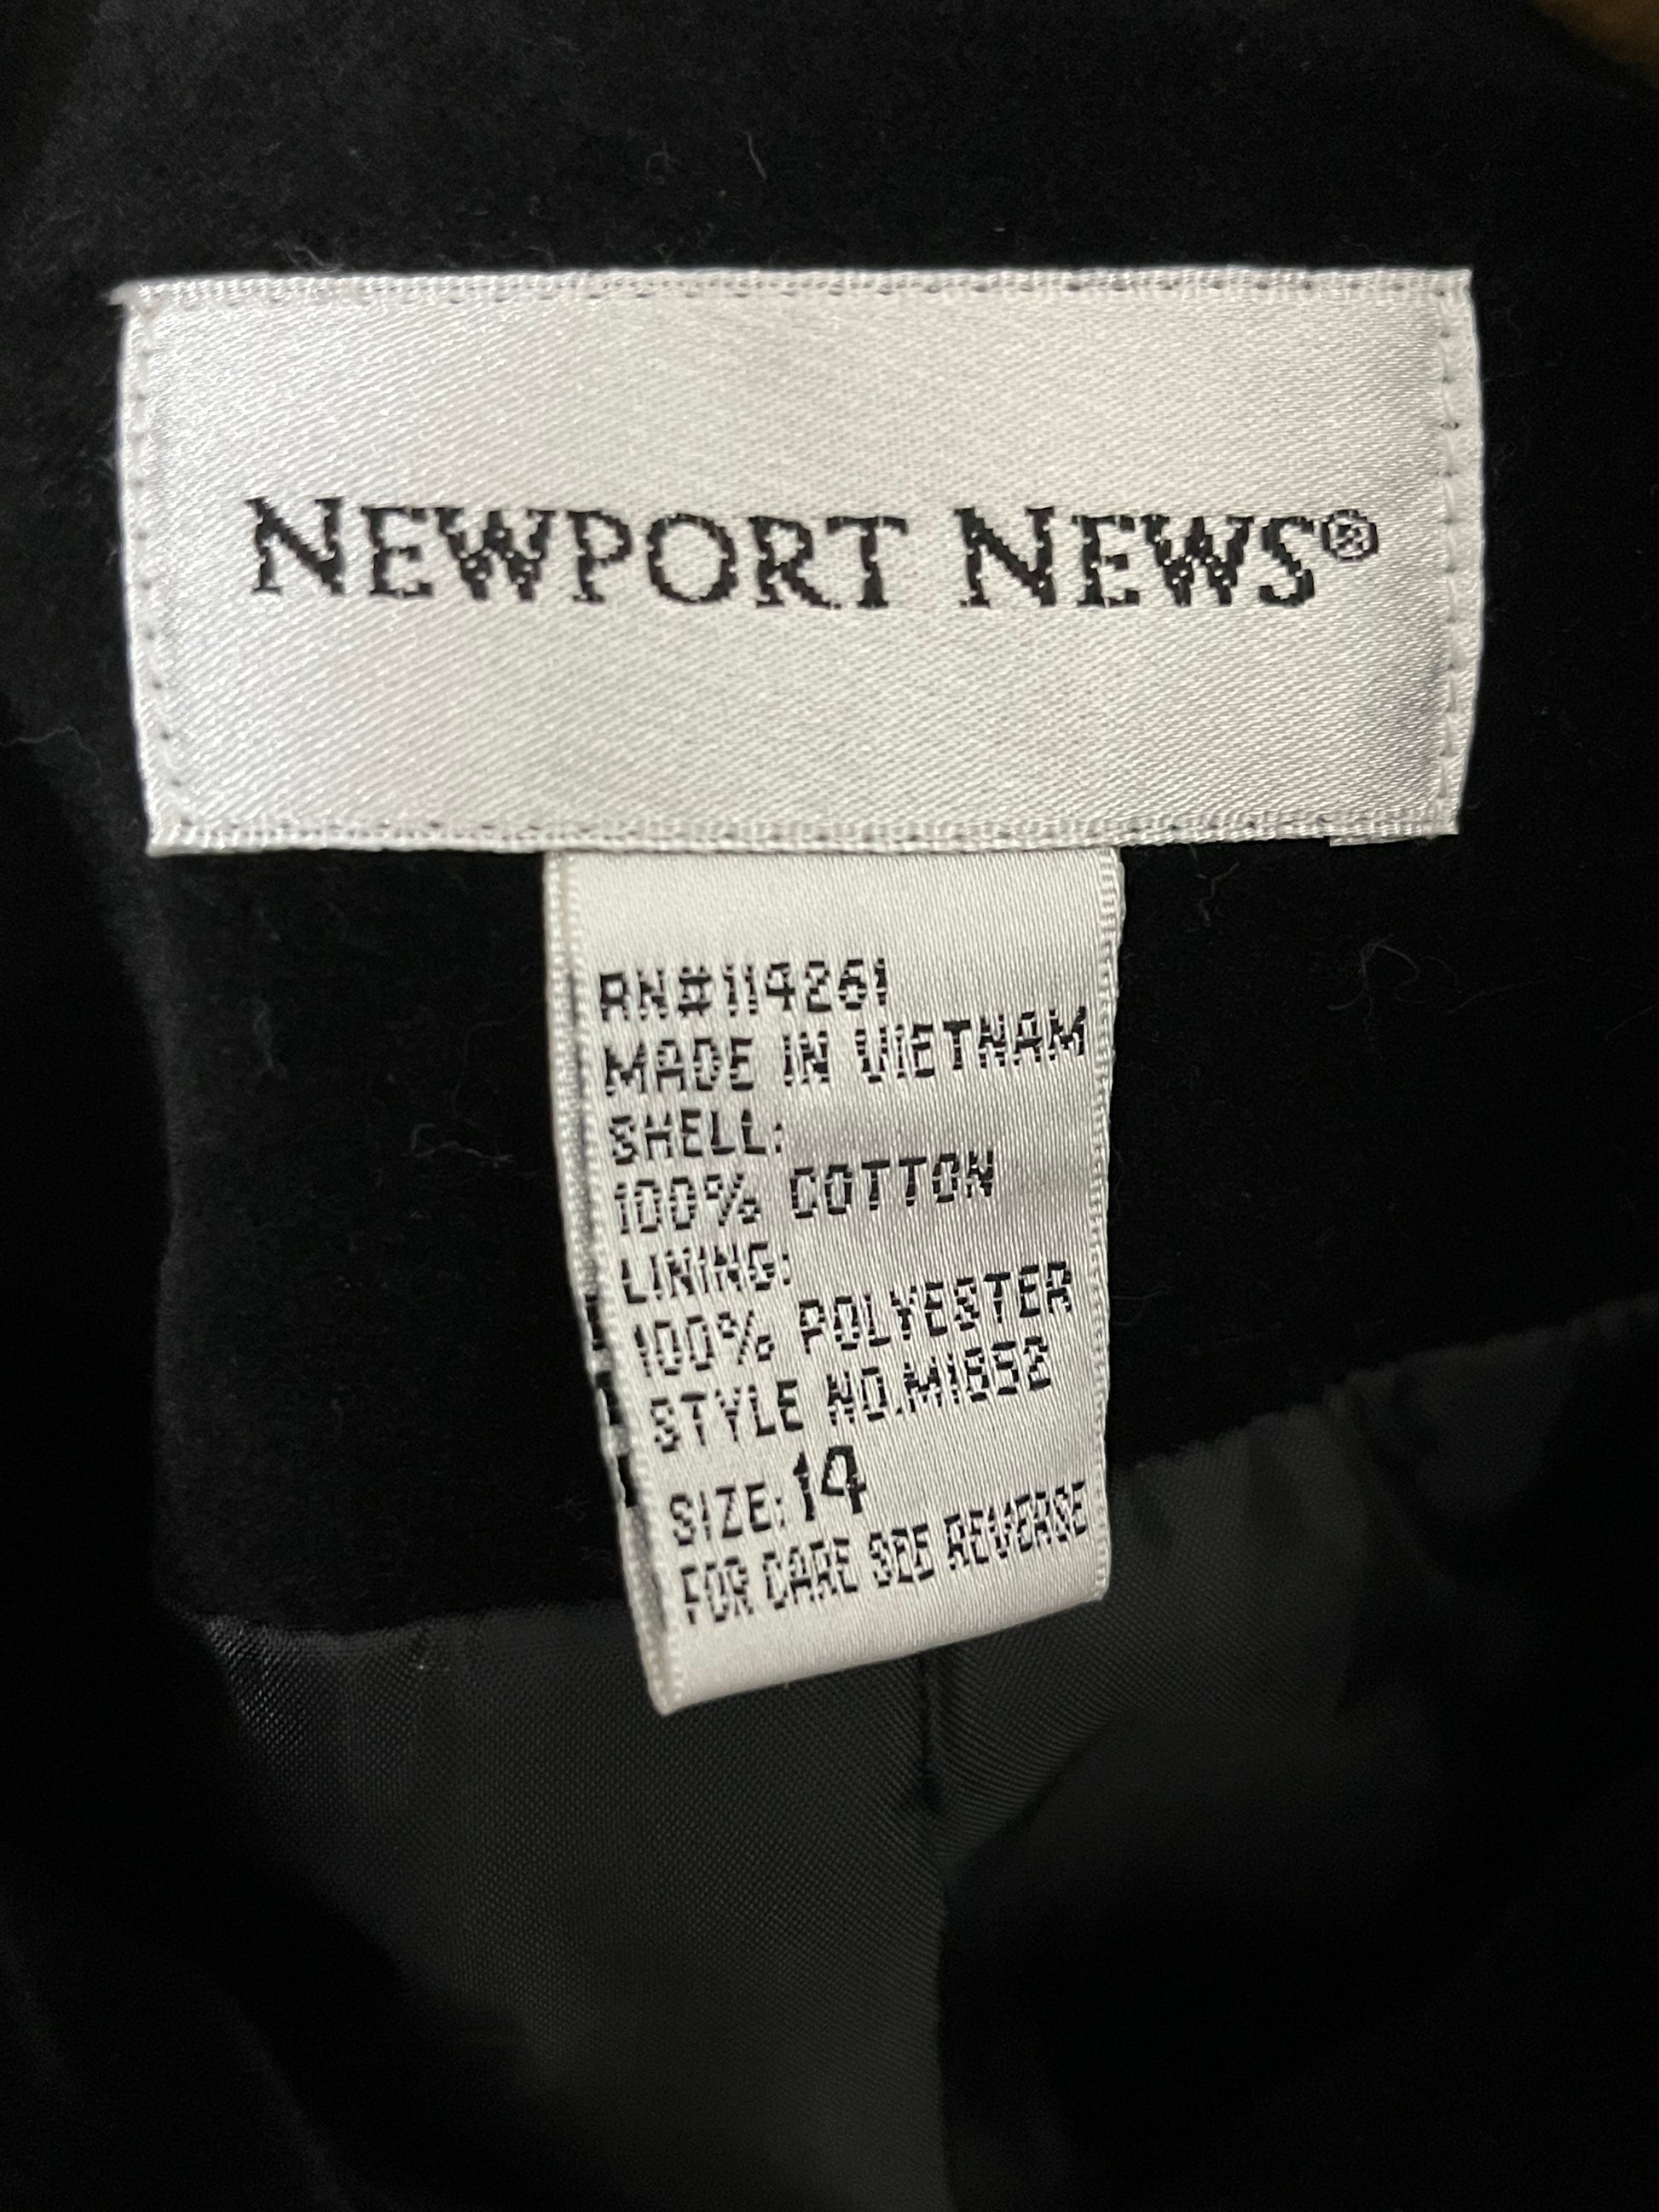 NEWPORT NEWS®
RN#114261
MADE IN VIETNAM
SHELL:
100% COTTON
LINING:
100% POLYESTER
STYLE NO.M1652
SIZE:14
FOR CARE SEE REVERSE